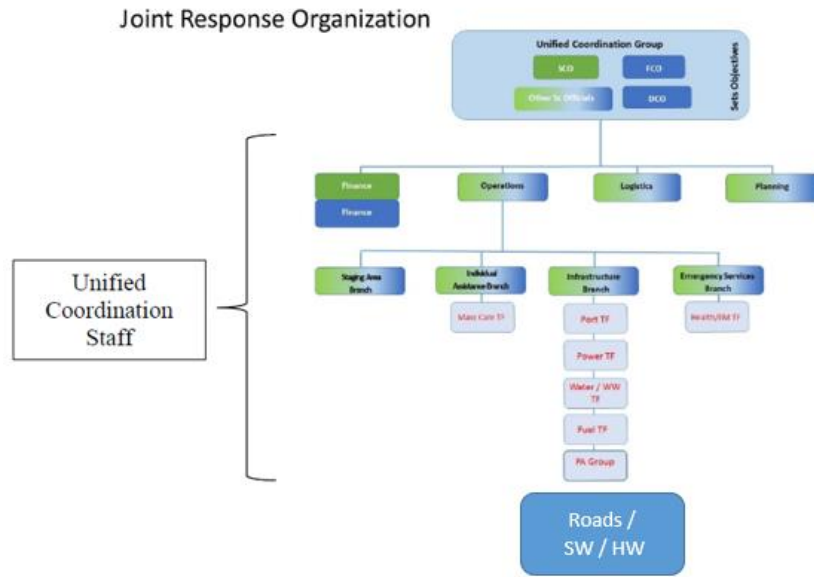 Joint Response Organization
Unified Coordination Group
SCO
FCO
Other St. Officials
DCO
Sets Objectives
Finance
Finance
Operations
Logistics
Planning
Unified
Coordination
Staff
Staging Area
Branch
Individual
Assistance Branch
Infrastructure
Branch
Emergency Services
Branch
Mass Care TF
Port TF
Health/EM TF
Power TF
Water / WW
TF
Fuel TF
PA Group
Roads /
SW / HW